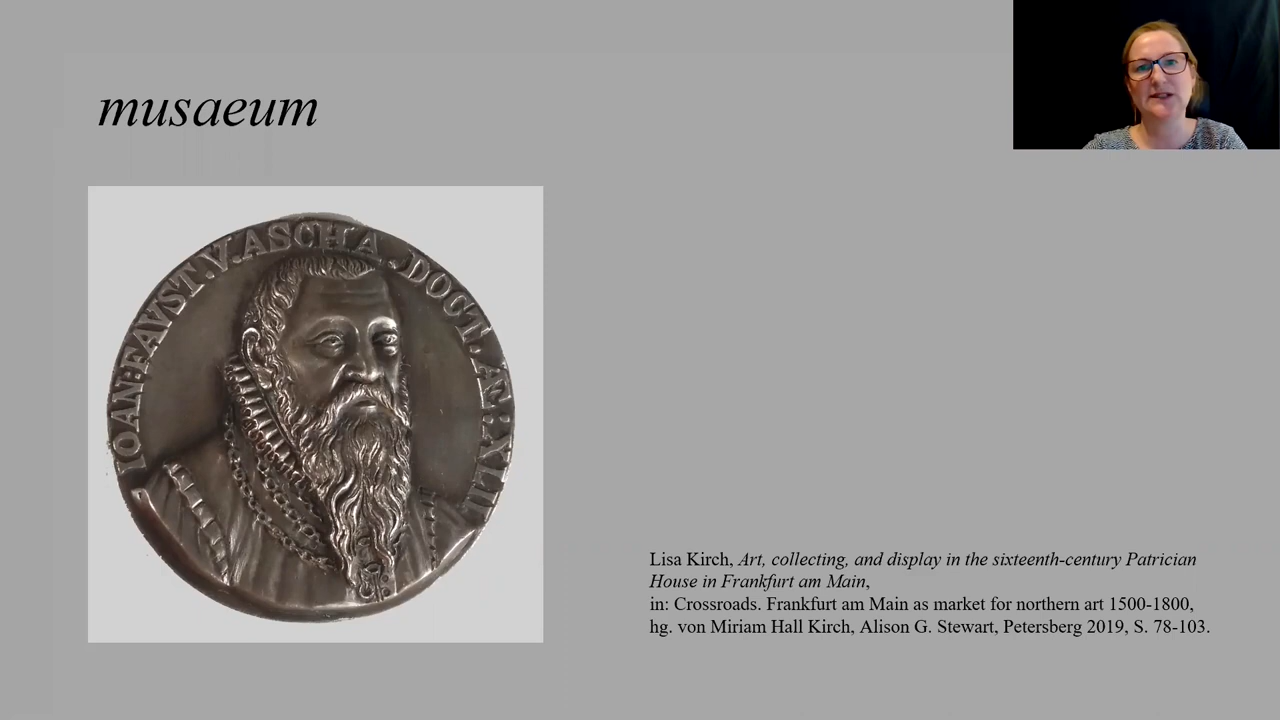 musaeum
IOAN:FAVST.V.ASCHA.DOCT.Æ:XLII
Lisa Kirch, Art, collecting, and display in the sixteenth-century Patrician
House in Frankfurt am Main,
in: Crossroads. Frankfurt am Main as market for northern art 1500-1800,
hg. von Miriam Hall Kirch, Alison G. Stewart, Petersberg 2019, S. 78-103.